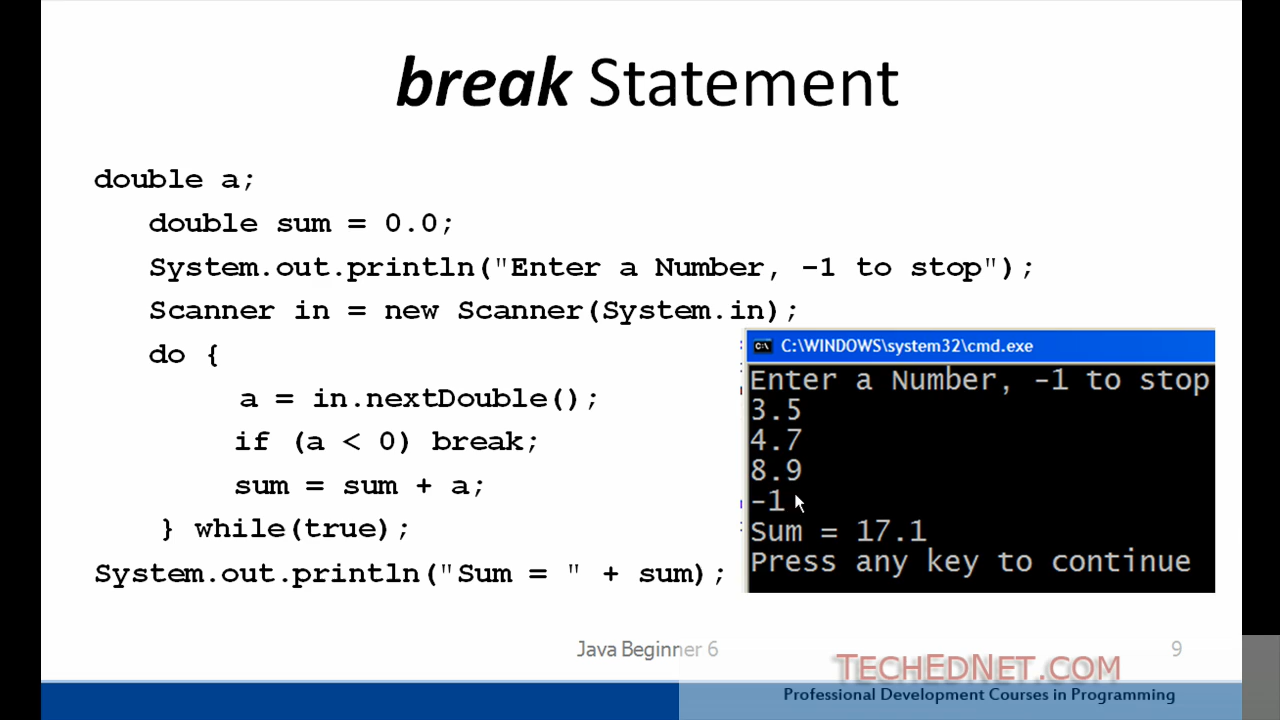 break Statement
double a;
double sum = 0.0;
System.out.println("Enter a Number, -1 to stop");
Scanner in = new Scanner(System.in);
do {
a = in.nextDouble();
if (a < 0) break;
sum = sum + a;
} while(true);
System.out.println("Sum = " + sum);
C:\WINDOWS\system32\cmd.exe
Enter a Number, -1 to stop
3.5
4.7
8.9
-1
Sum = 17.1
Press any key to continue
Java Beginner 6
9
TECHEDNET.COM
Professional Development Courses in Programming